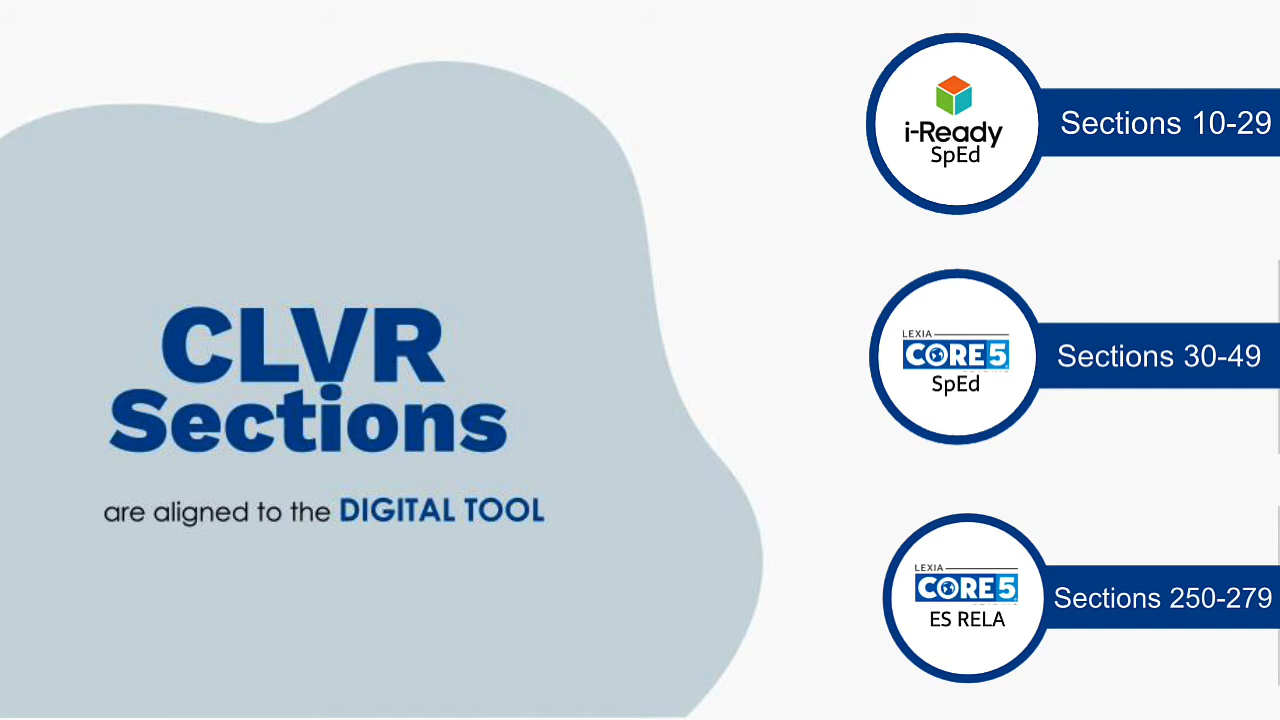 CLVR
Sections
are aligned to the DIGITAL TOOL
i-Ready
SpEd
Sections 10-29
LEXIA
CORE5
SpEd
Sections 30-49
LEXIA
CORE5
ES RELA
Sections 250-279